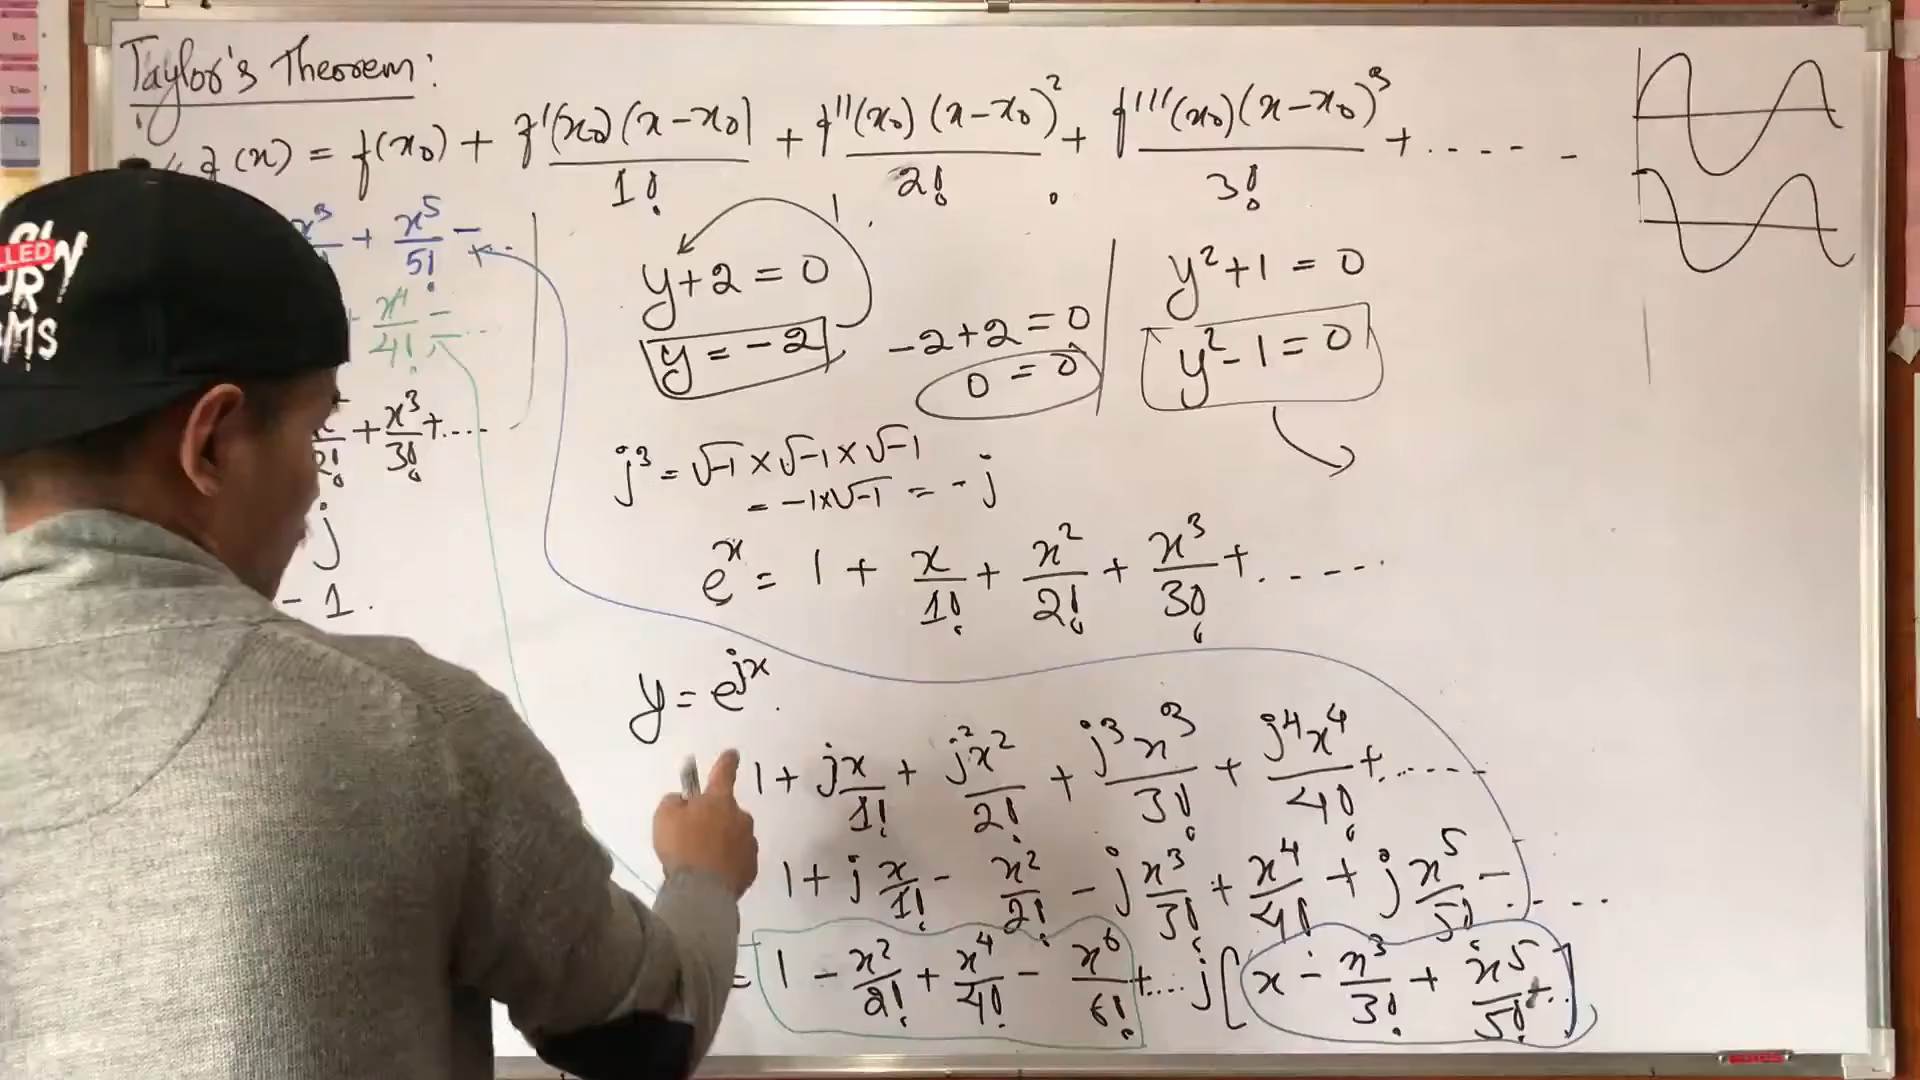 Taylor's Theorem:
f(x) = f(x₀) + f'(x₀)(x-x₀)/1! + f''(x₀)(x-x₀)²/2! + f'''(x₀)(x-x₀)³/3! + ..... -
x³ + x⁵/5! - ...
x⁴/4! - ...
2! + x³/3! + ....
j
-1.
y+2 = 0
y = -2
-2+2 = 0
0 = 0
y²+1 = 0
y²-1 = 0
j³ = √-1 × √-1 × √-1
= -1×√-1 = -j
eˣ = 1 + x/1! + x²/2! + x³/3! + ......
y = e^jx.
1 + jx/1! + j²x²/2! + j³x³/3! + j⁴x⁴/4! + ......
1 + j x/1! - x²/2! - j x³/3! + x⁴/4! + j x⁵/5! - ....
= 1 - x²/2! + x⁴/4! - x⁶/6! + ... j[x - x³/3! + x⁵/5! + ..]